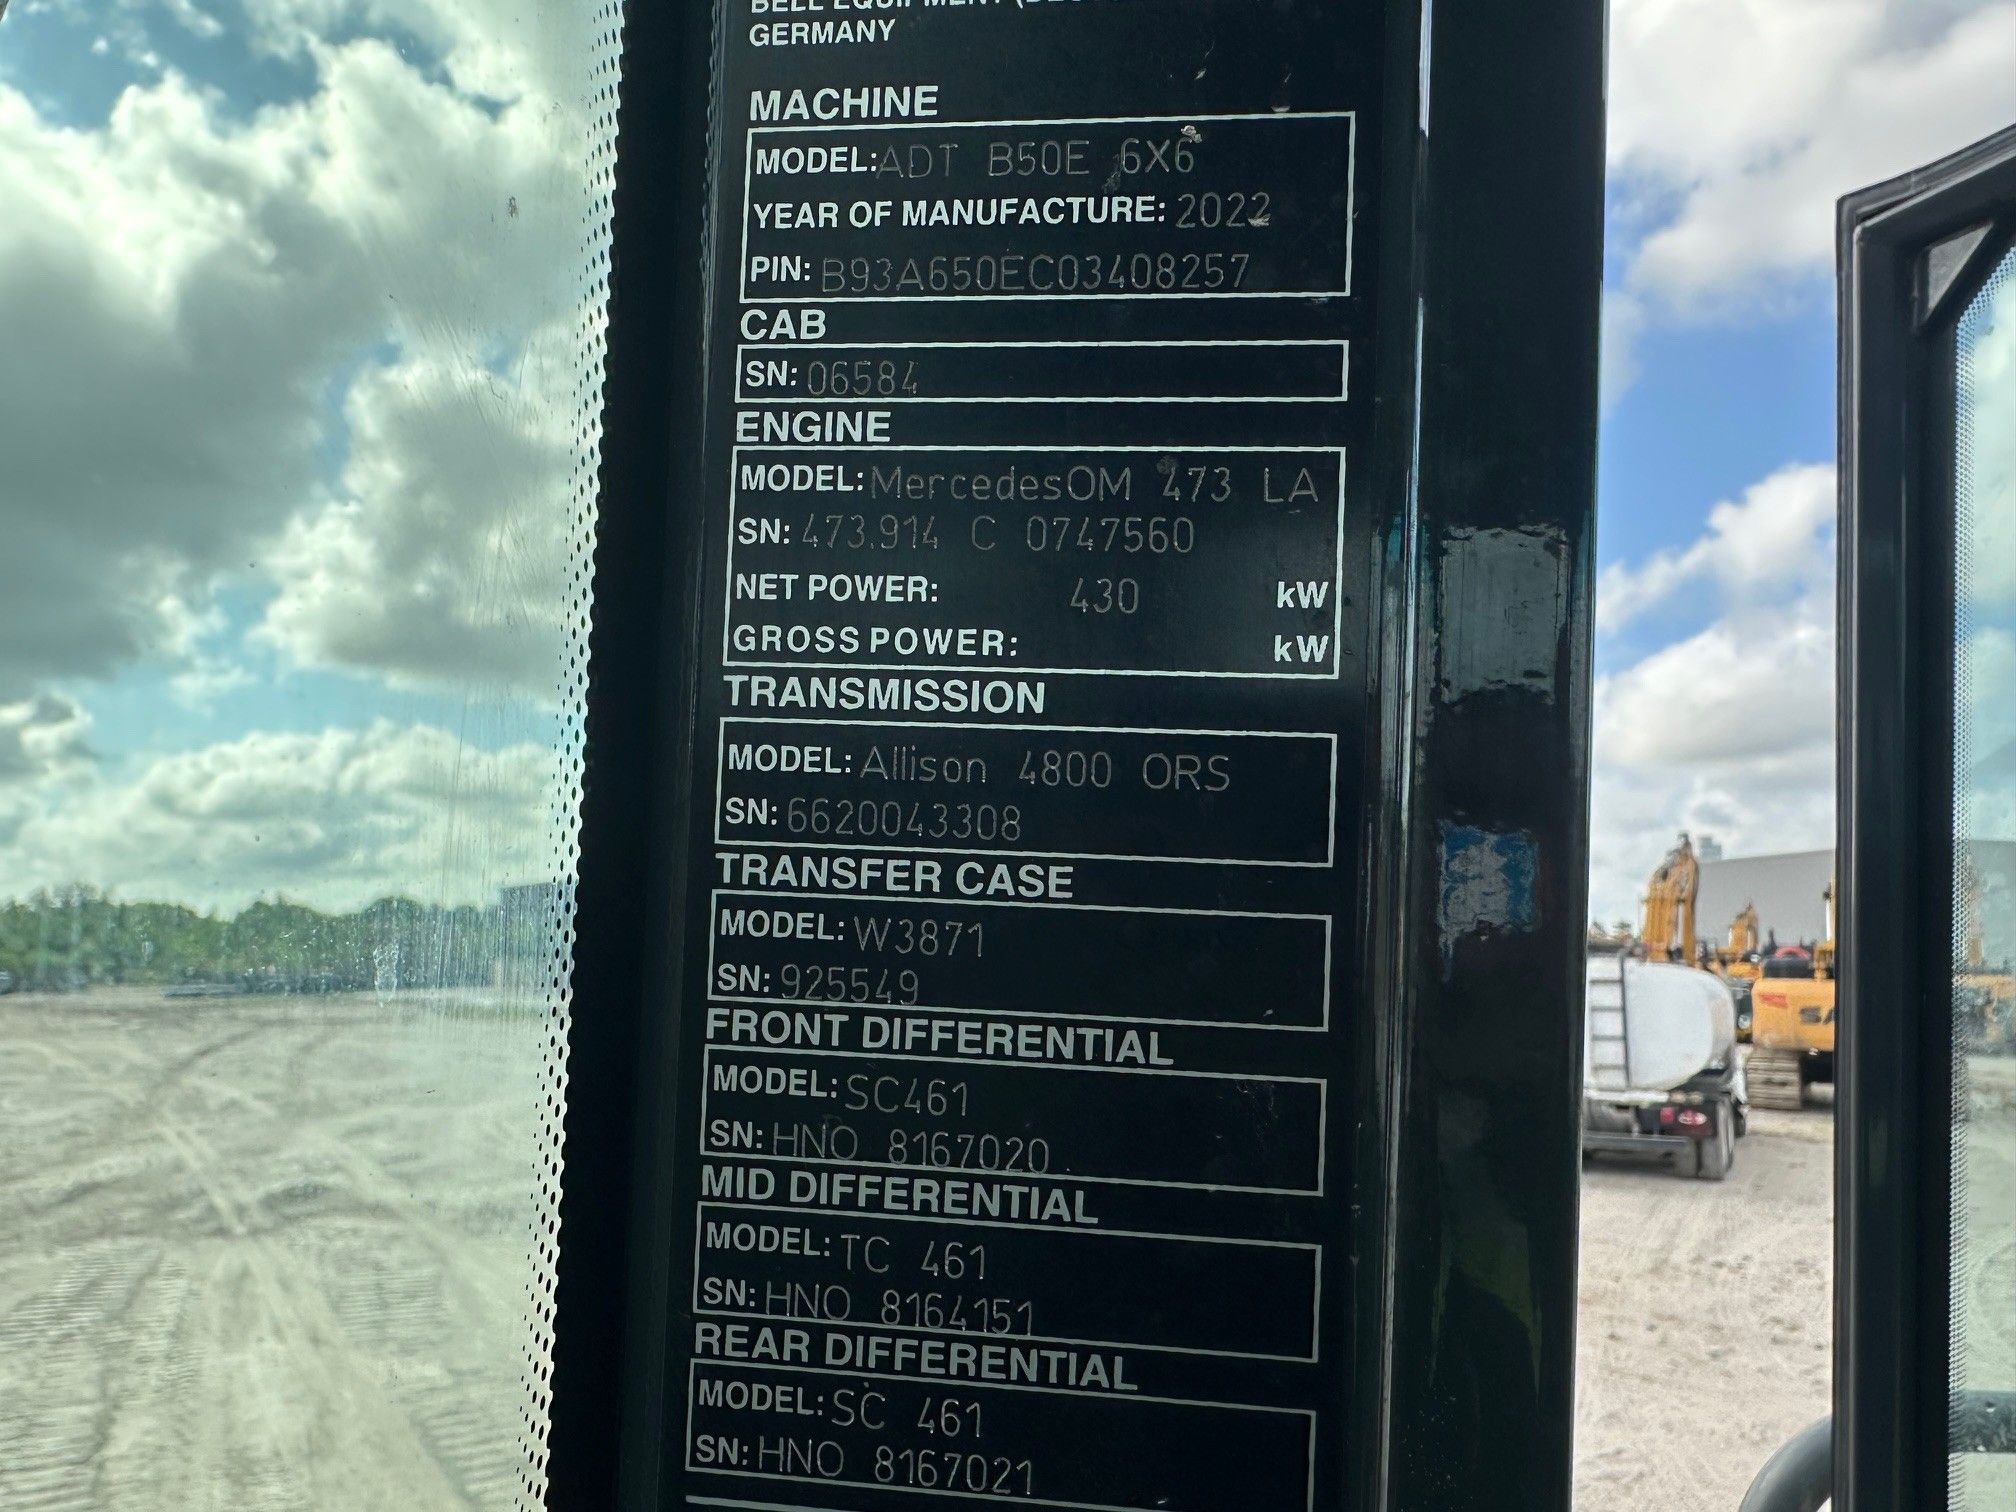 BELL EQUIPMENT
GERMANY
MACHINE
MODEL: ADT B50E 6X6
YEAR OF MANUFACTURE: 2022
PIN: B93A650EC03408257
CAB
SN: 06584
ENGINE
MODEL: MercedesOM 473 LA
SN: 473.914 C 0747560
NET POWER: 430 kW
GROSS POWER: kW
TRANSMISSION
MODEL: Allison 4800 ORS
SN: 6620043308
TRANSFER CASE
MODEL: W3871
SN: 925549
FRONT DIFFERENTIAL
MODEL: SC461
SN: HNO 8167020
MID DIFFERENTIAL
MODEL: TC 461
SN: HNO 8164151
REAR DIFFERENTIAL
MODEL: SC 461
SN: HNO 8167021